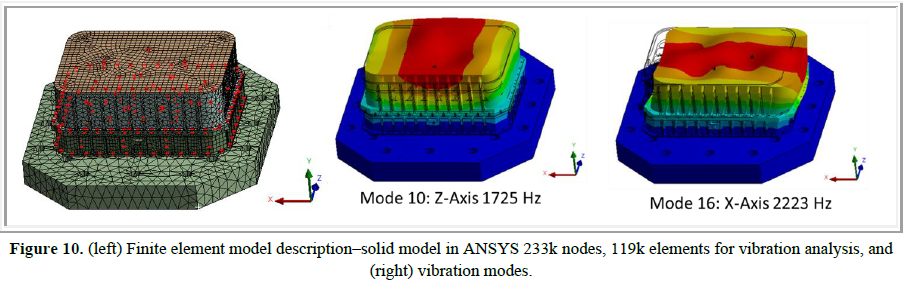 Y
Z
X
Y
Z
X
Y
Z
X
Mode 10: Z-Axis 1725 Hz
Mode 16: X-Axis 2223 Hz
Figure 10. (left) Finite element model description–solid model in ANSYS 233k nodes, 119k elements for vibration analysis, and
(right) vibration modes.